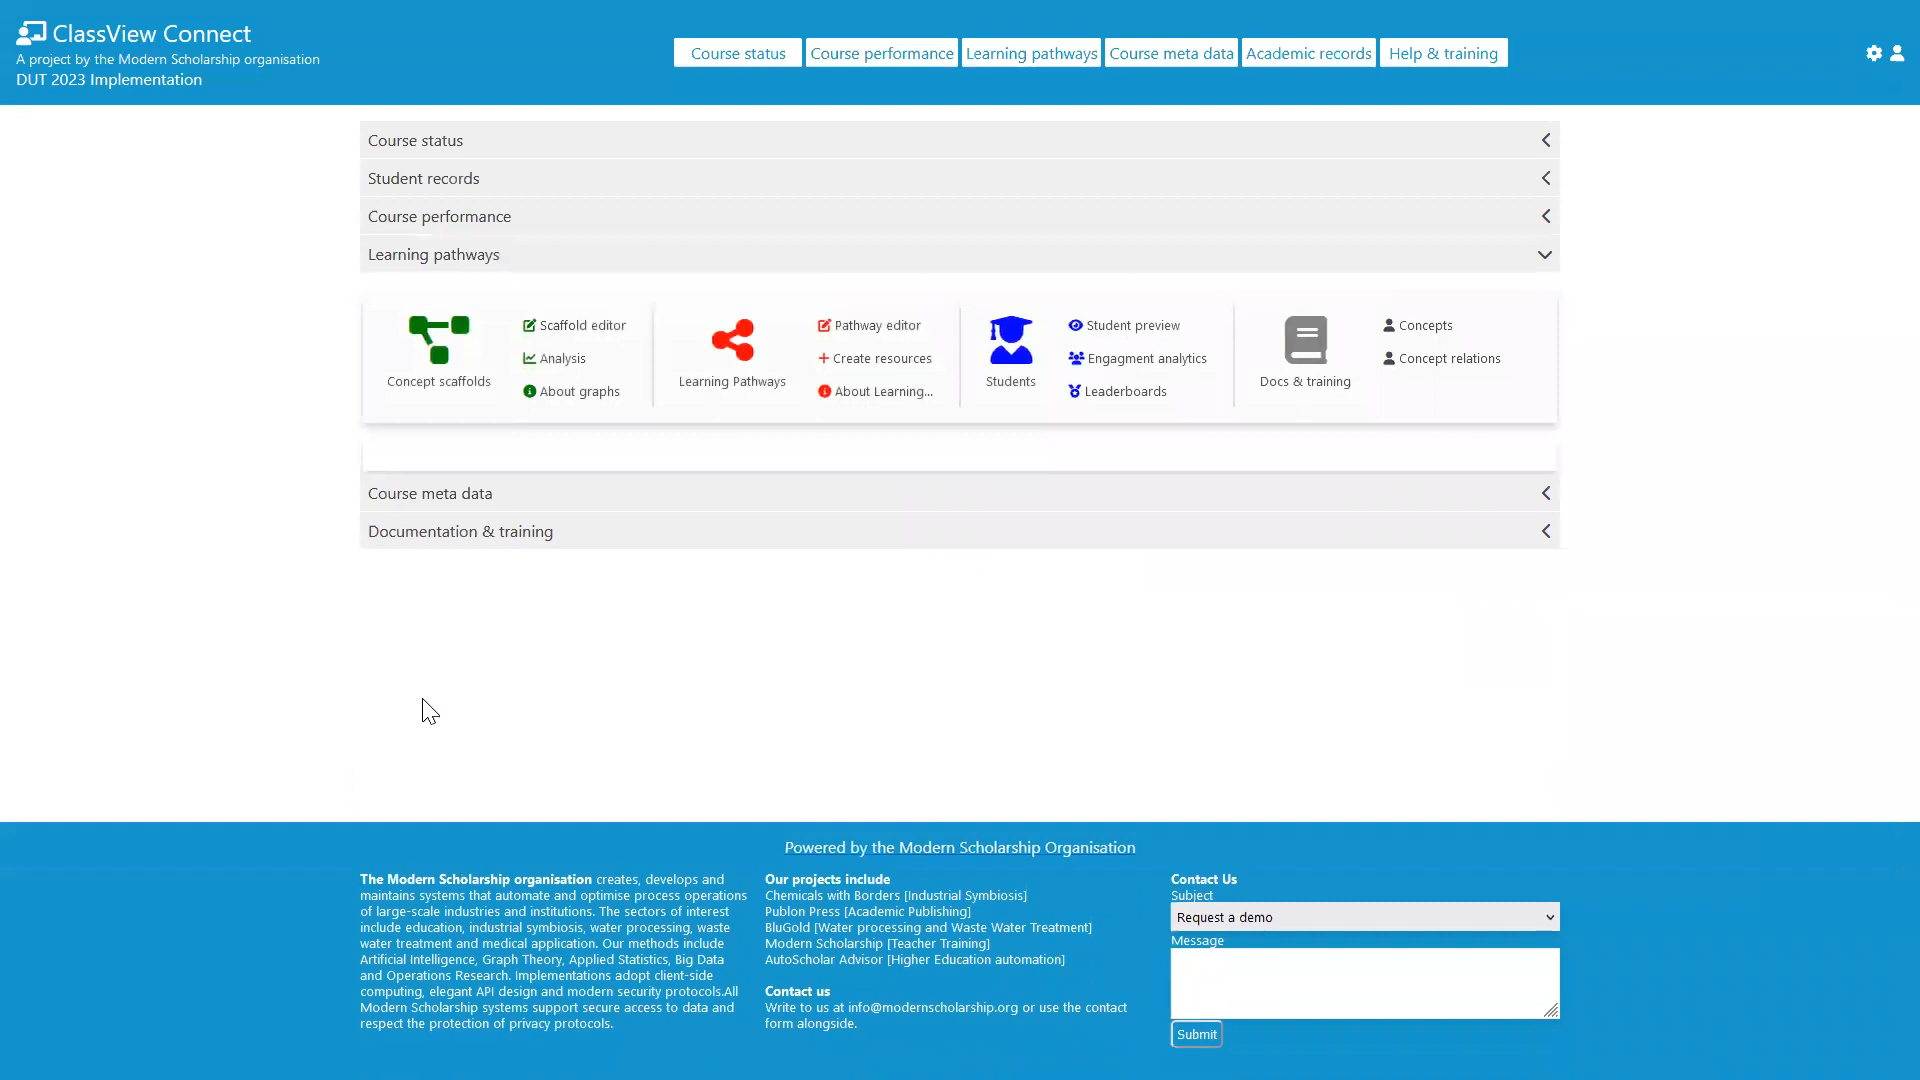 ClassView Connect
A project by the Modern Scholarship organisation
DUT 2023 Implementation
Course status
Course performance
Learning pathways
Course meta data
Academic records
Help & training
Course status
Student records
Course performance
Learning pathways
Concept scaffolds
Scaffold editor
Analysis
About graphs
Learning Pathways
Pathway editor
Create resources
About Learning...
Students
Student preview
Engagment analytics
Leaderboards
Docs & training
Concepts
Concept relations
Course meta data
Documentation & training
Powered by the Modern Scholarship Organisation
The Modern Scholarship organisation creates, develops and
maintains systems that automate and optimise process operations
of large-scale industries and institutions. The sectors of interest
include education, industrial symbiosis, water processing, waste
water treatment and medical application. Our methods include
Artificial Intelligence, Graph Theory, Applied Statistics, Big Data
and Operations Research. Implementations adopt client-side
computing, elegant API design and modern security protocols.All
Modern Scholarship systems support secure access to data and
respect the protection of privacy protocols.
Our projects include
Chemicals with Borders [Industrial Symbiosis]
Publon Press [Academic Publishing]
BluGold [Water processing and Waste Water Treatment]
Modern Scholarship [Teacher Training]
AutoScholar Advisor [Higher Education automation]
Contact us
Write to us at info@modernscholarship.org or use the contact
form alongside.
Contact Us
Subject
Request a demo
Message
Submit